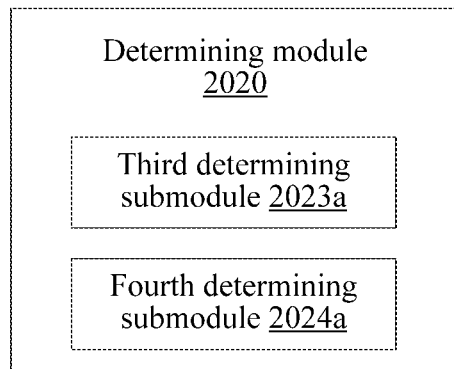 Determining module
2020
Third determining
submodule 2023a
Fourth determining
submodule 2024a